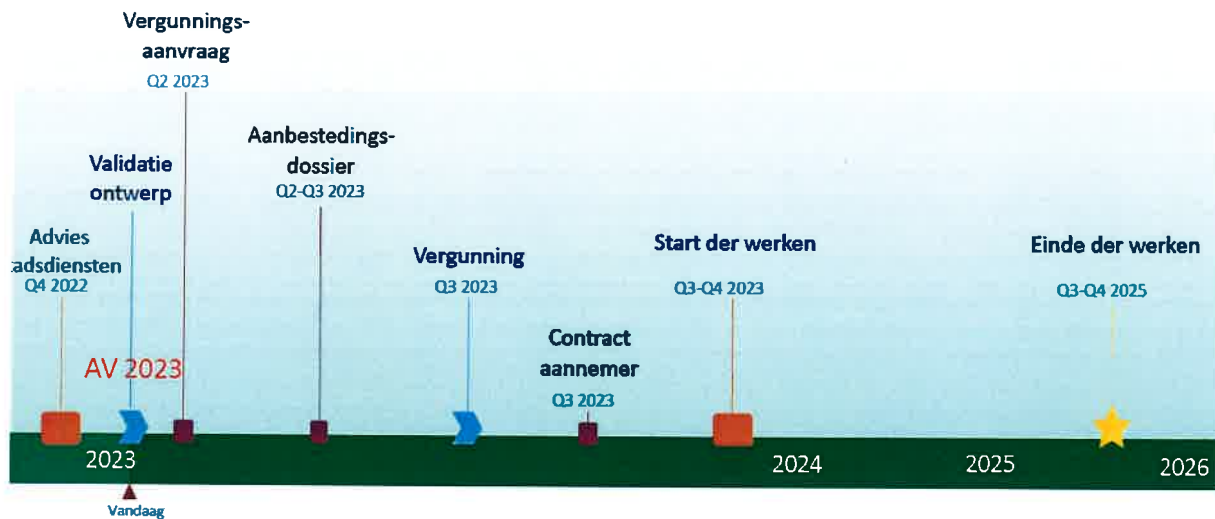 Vergunnings-
aanvraag
Q2 2023
Aanbestedings-
dossier
Q2-Q3 2023
Validatie
ontwerp
Advies
tadsdiensten
Q4 2022
Vergunning
Q3 2023
Start der werken
Q3-Q4 2023
Einde der werken
Q3-Q4 2025
Contract
aannemer
Q3 2023
AV 2023
2023
2024
2025
2026
Vandaag